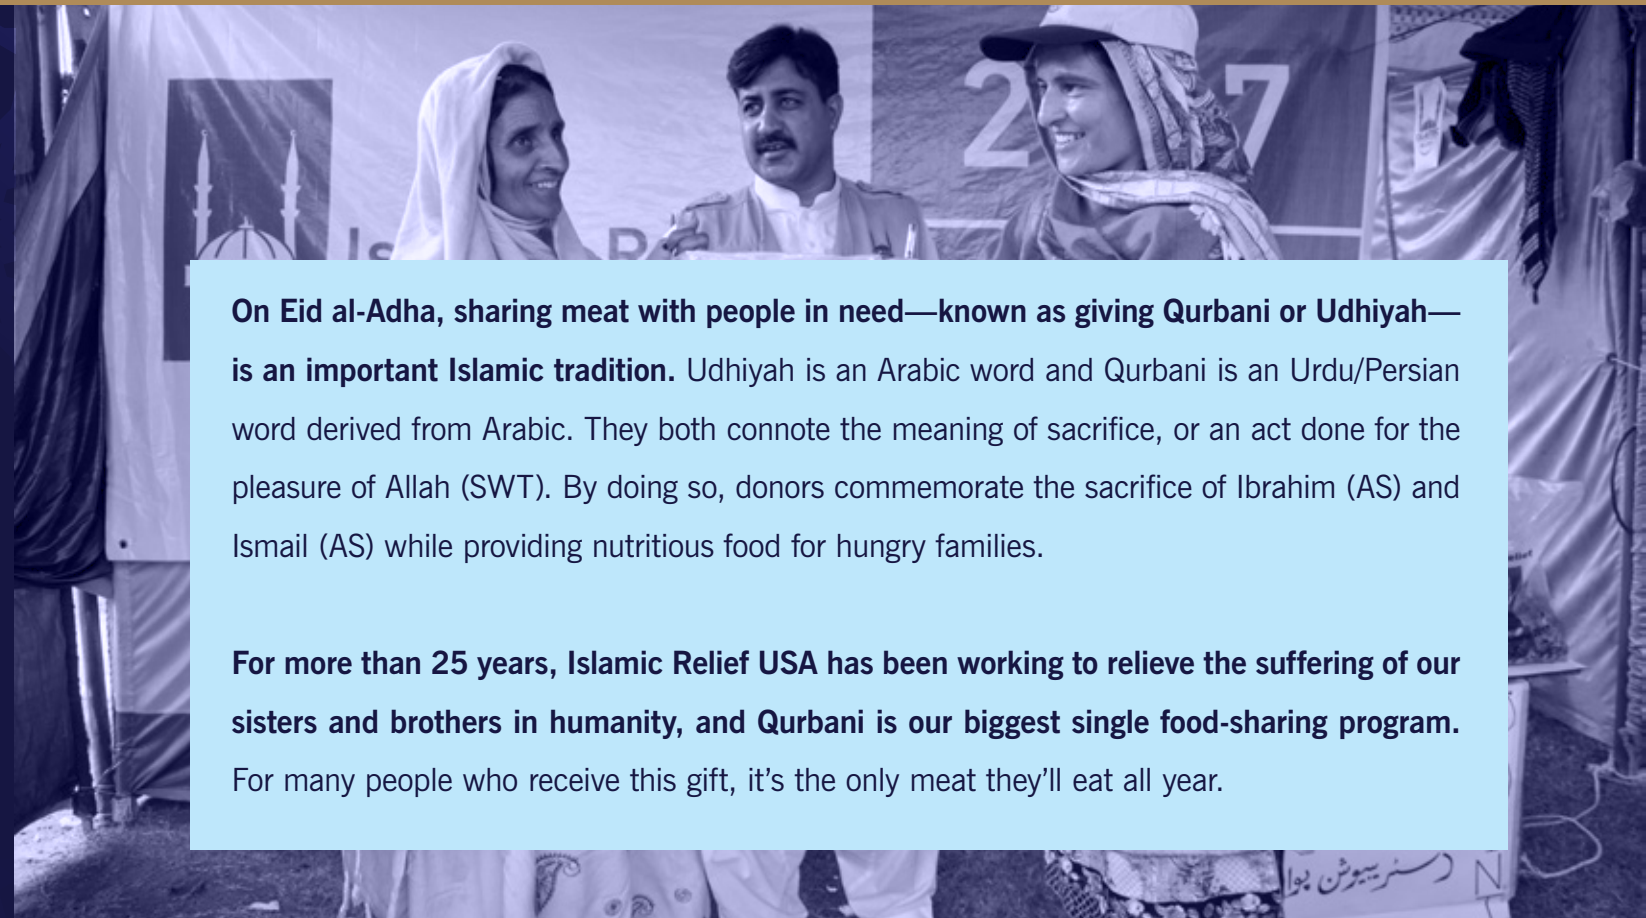 2
7
On Eid al-Adha, sharing meat with people in need—known as giving Qurbani or Udhiyah—
is an important Islamic tradition. Udhiyah is an Arabic word and Qurbani is an Urdu/Persian
word derived from Arabic. They both connote the meaning of sacrifice, or an act done for the
pleasure of Allah (SWT). By doing so, donors commemorate the sacrifice of Ibrahim (AS) and
Ismail (AS) while providing nutritious food for hungry families.
For more than 25 years, Islamic Relief USA has been working to relieve the suffering of our
sisters and brothers in humanity, and Qurbani is our biggest single food-sharing program.
For many people who receive this gift, it’s the only meat they’ll eat all year.
ڈسٹریبیوشن